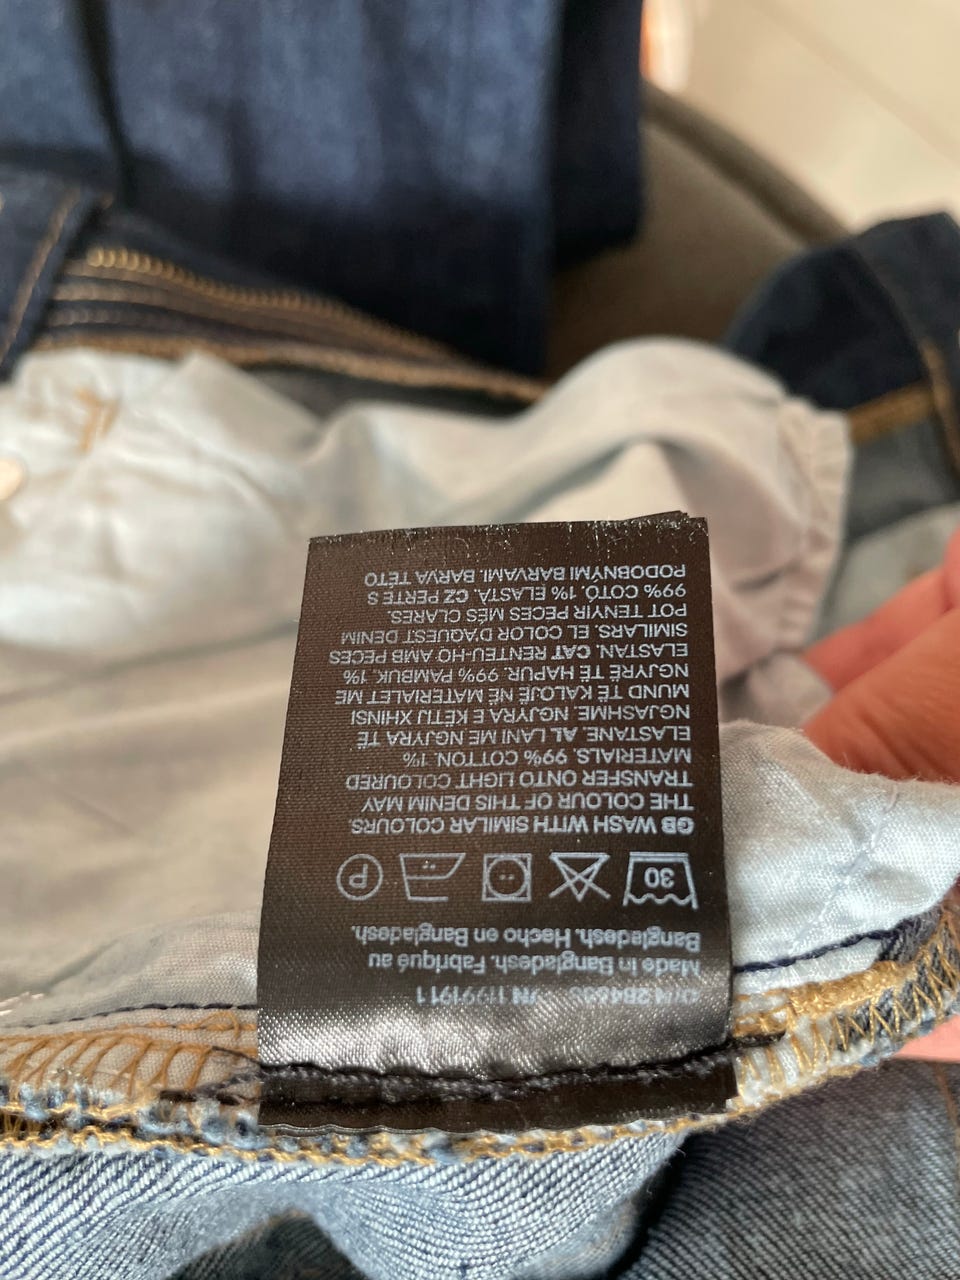 Made in Bangladesh. Fabriqué au
Bangladesh. Hecho en Bangladesh.
30
P
GB WASH WITH SIMILAR COLOURS.
THE COLOUR OF THIS DENIM MAY
TRANSFER ONTO LIGHT COLOURED
MATERIALS. 99% COTTON. 1%
ELASTANE. AL LANI ME NGJYRA TË
NGJASHME. NGJYRA E KËTIJ XHINSI
MUND TË KALOJË NË MATERIALET ME
NGJYRË TË HAPUR. 99% PAMBUK. 1%
ELASTAN. CAT RENTEU-HO AMB PECES
SIMILARS. EL COLOR D'AQUEST DENIM
POT TENYIR PECES MÉS CLARES.
99% COTÓ. 1% ELASTÀ. CZ PERTE S
PODOBNÝMI BARVAMI. BARVA TÉTO